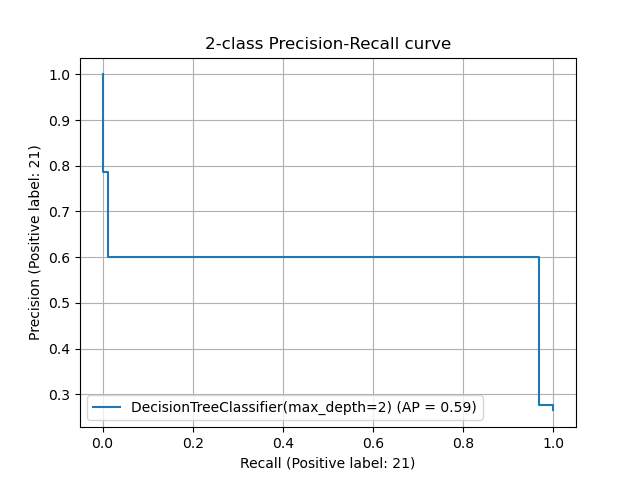 2-class Precision-Recall curve
1.0
0.9
0.8
0.7
0.6
0.5
0.4
0.3
Precision (Positive label: 21)
DecisionTreeClassifier(max_depth=2) (AP = 0.59)
0.0 0.2 0.4 0.6 0.8 1.0
Recall (Positive label: 21)